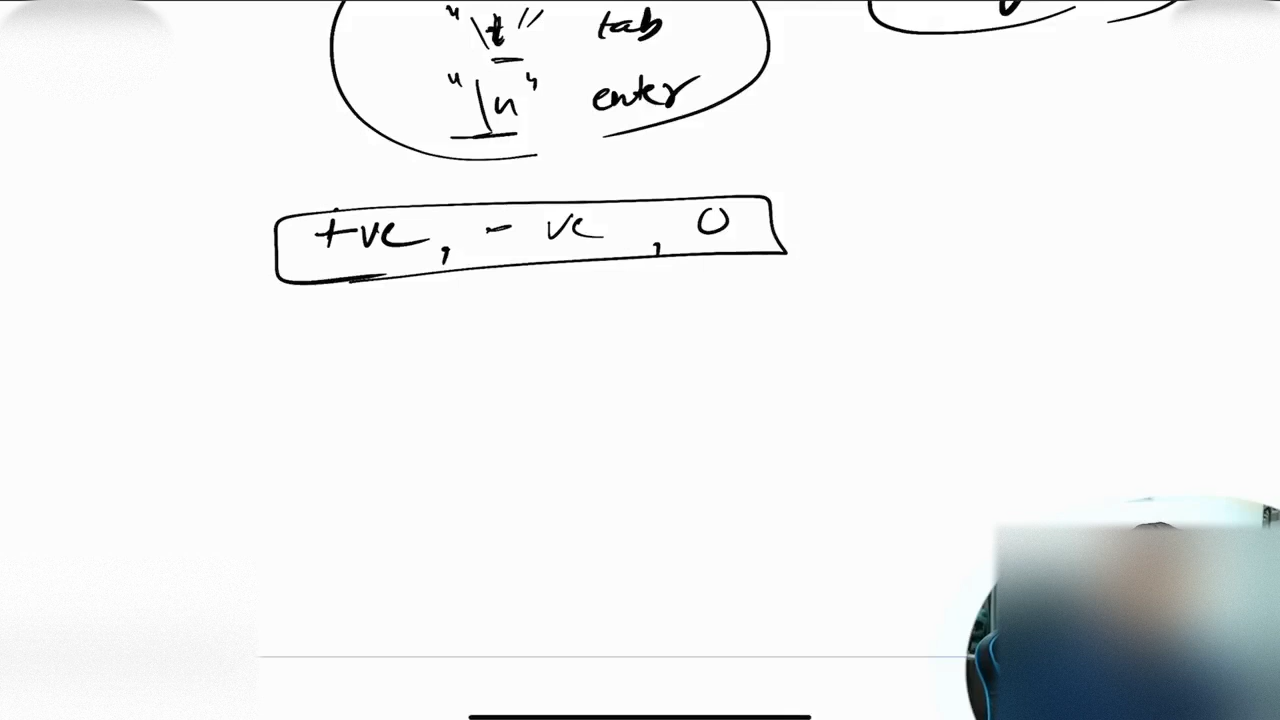 "\t" tab
"\n" enter
+ve, - ve, 0